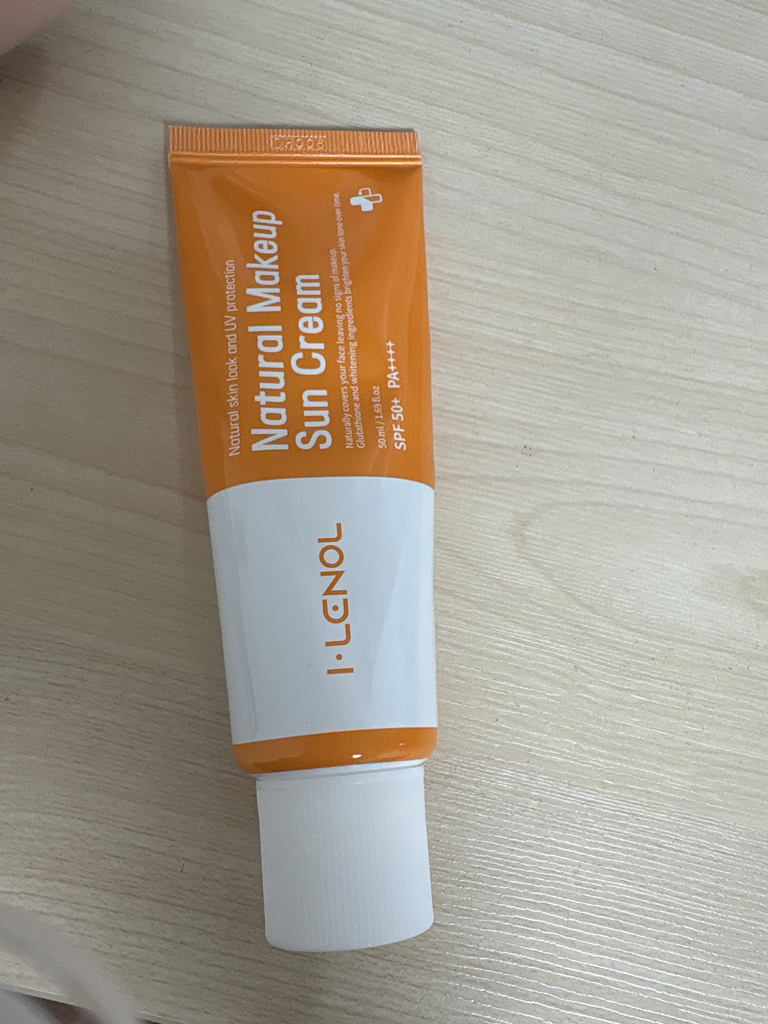 Natural skin look and UV protection
Natural Makeup
Sun Cream
Naturally covers your face leaving no signs of makeup.
Glutathione and whitening ingredients brighten your skin tone over time.
50 ml / 1.69 fl.oz
SPF 50+ PA++++
I·LENOL